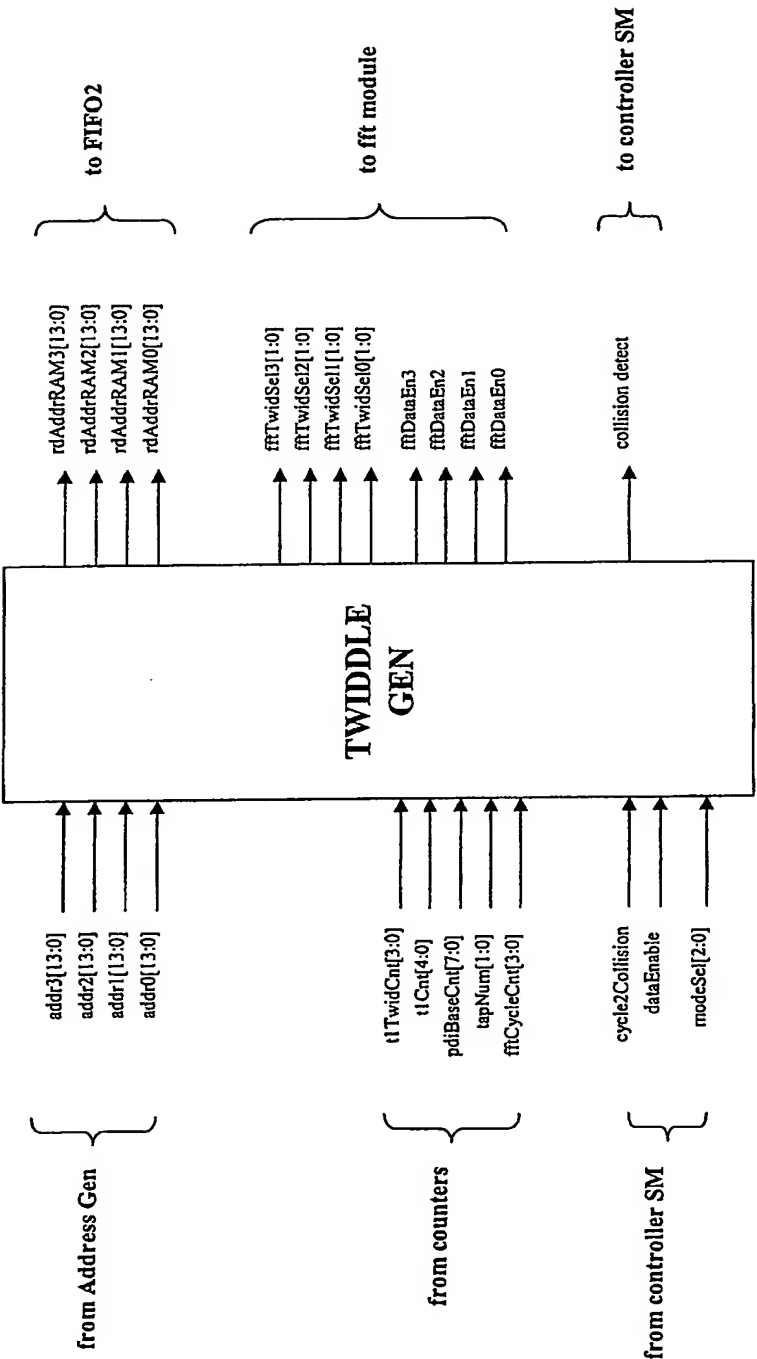 from Address Gen
addr3[13:0]
addr2[13:0]
addr1[13:0]
addr0[13:0]
from counters
t1TwidCnt[3:0]
t1Cnt[4:0]
pdiBaseCnt[7:0]
tapNum[1:0]
fftCycleCnt[3:0]
from controller SM
cycle2Collision
dataEnable
modeSel[2:0]
TWIDDLE
GEN
rdAddrRAM3[13:0]
rdAddrRAM2[13:0]
rdAddrRAM1[13:0]
rdAddrRAM0[13:0]
to FIFO2
fftTwidSel3[1:0]
fftTwidSel2[1:0]
fftTwidSel1[1:0]
fftTwidSel0[1:0]
fftDataEn3
fftDataEn2
fftDataEn1
fftDataEn0
to fft module
collision detect
to controller SM